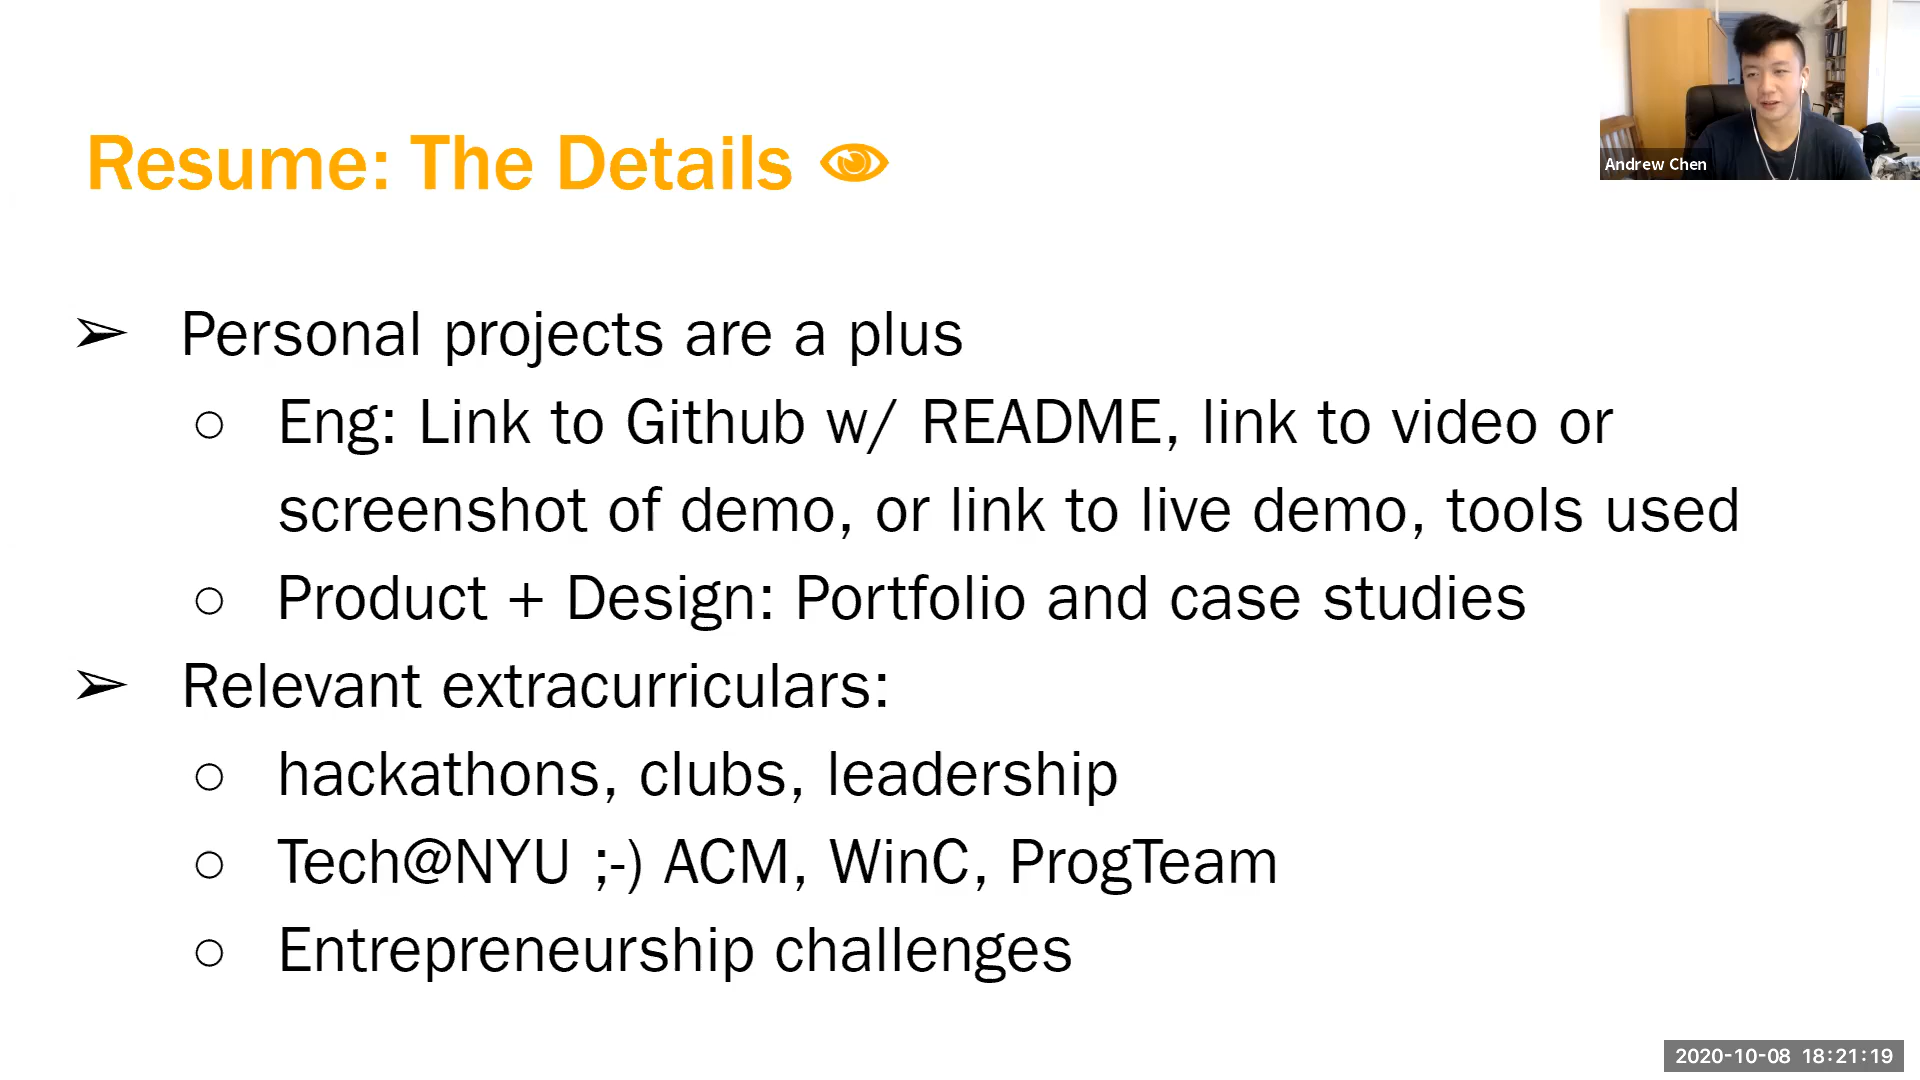 Resume: The Details
Andrew Chen
Personal projects are a plus
Eng: Link to Github w/ README, link to video or
screenshot of demo, or link to live demo, tools used
Product + Design: Portfolio and case studies
Relevant extracurriculars:
hackathons, clubs, leadership
Tech@NYU ;-) ACM, WinC, ProgTeam
Entrepreneurship challenges
2020-10-08 18:21:19